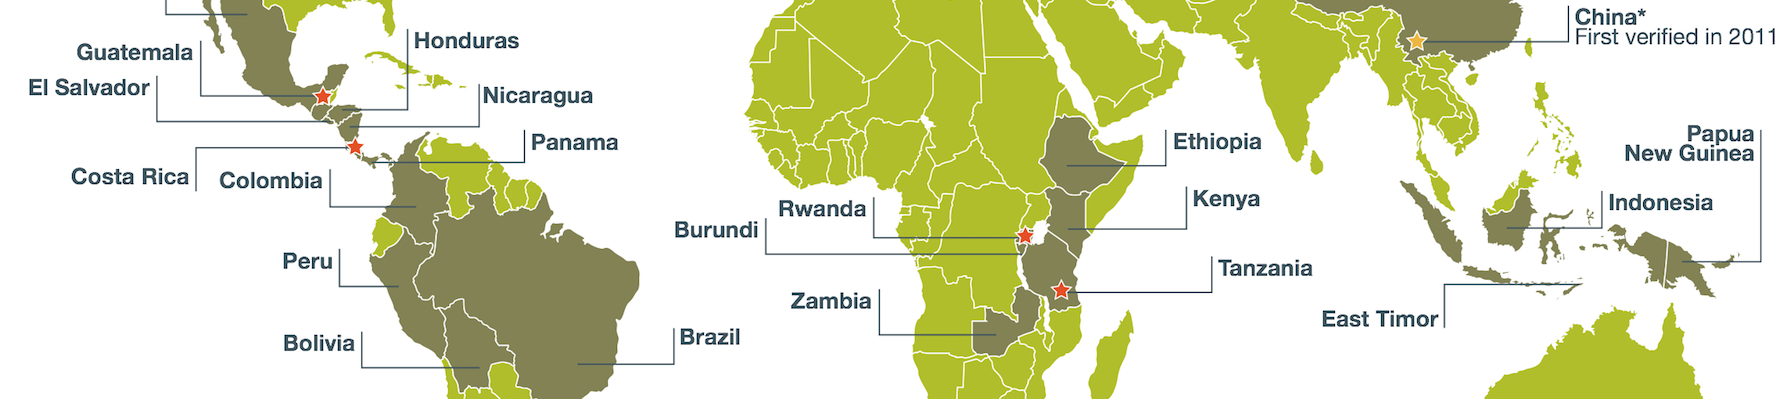 Guatemala
Honduras
El Salvador
Nicaragua
Panama
Costa Rica
Colombia
Peru
Bolivia
Brazil
Ethiopia
Rwanda
Kenya
Burundi
Tanzania
Zambia
China*
First verified in 2011
Papua
New Guinea
Indonesia
East Timor